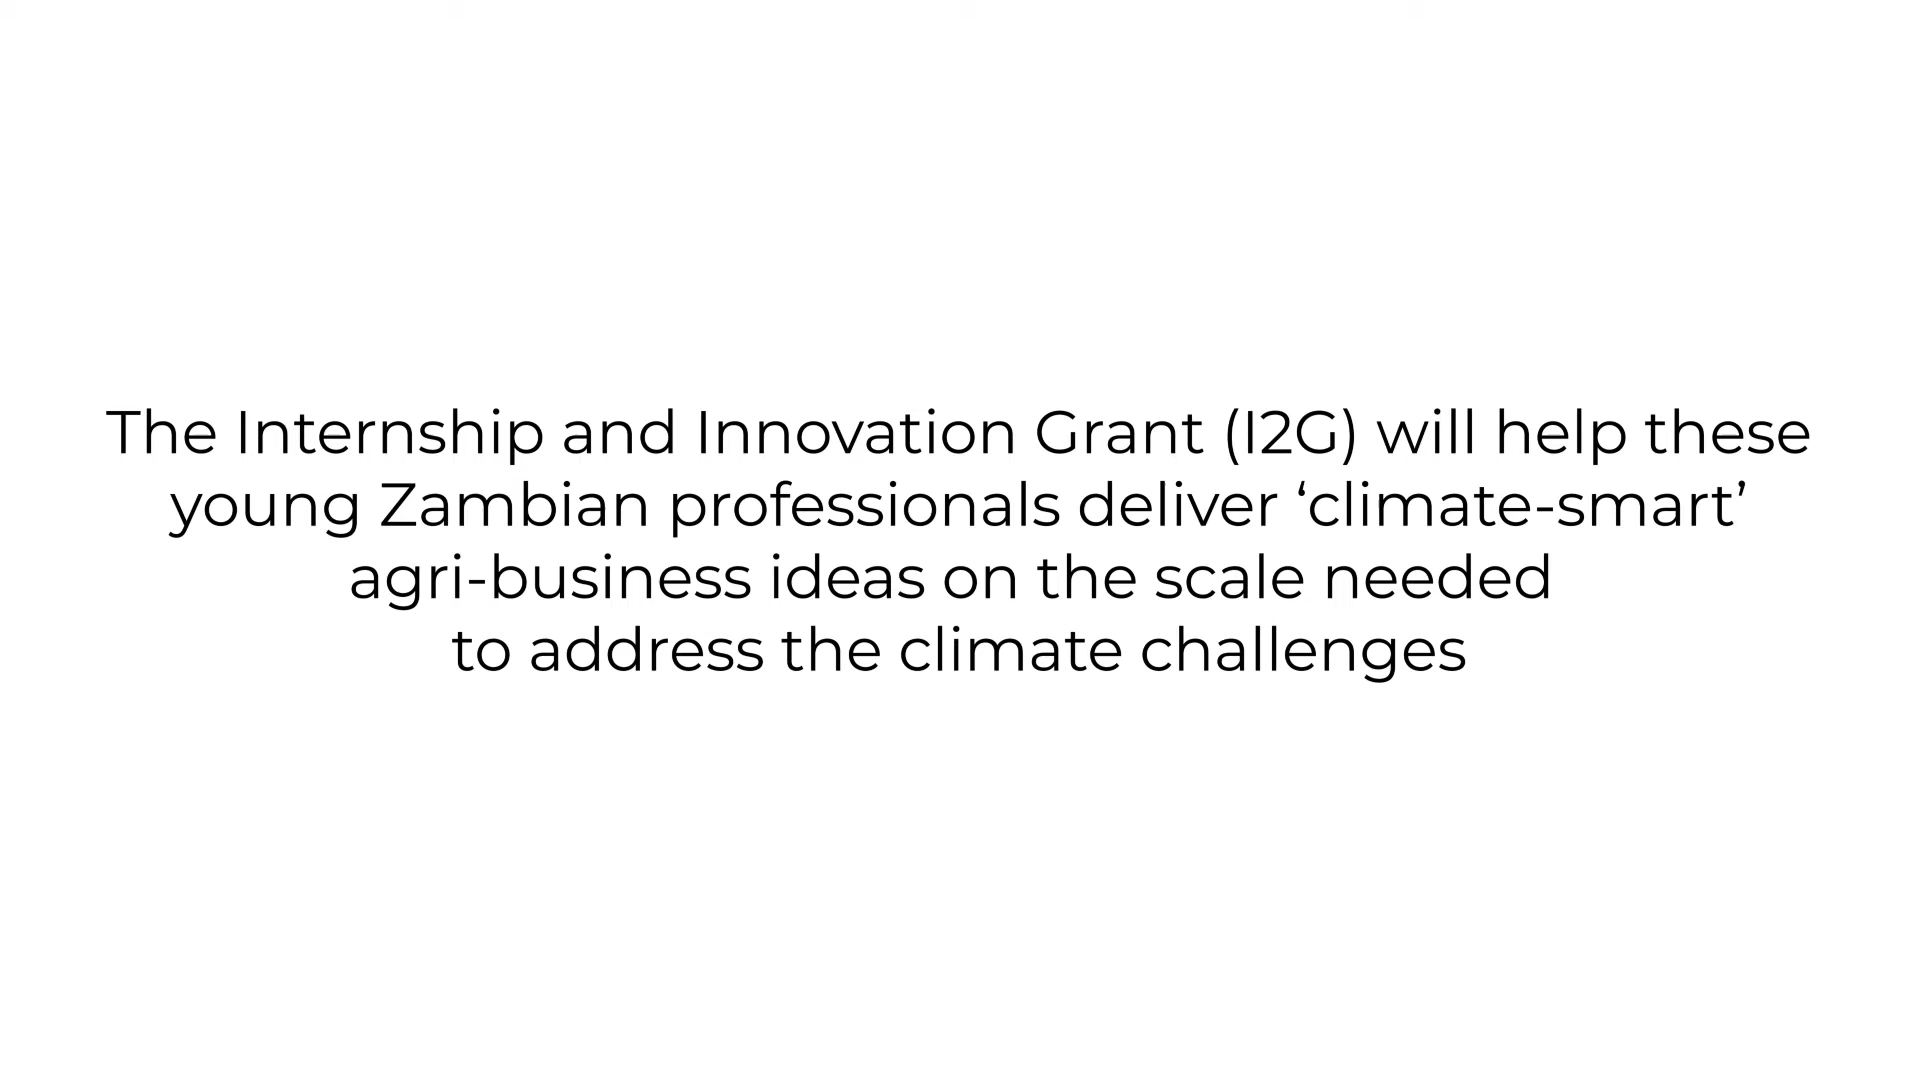 The Internship and Innovation Grant (I2G) will help these
young Zambian professionals deliver ‘climate-smart’
agri-business ideas on the scale needed
to address the climate challenges